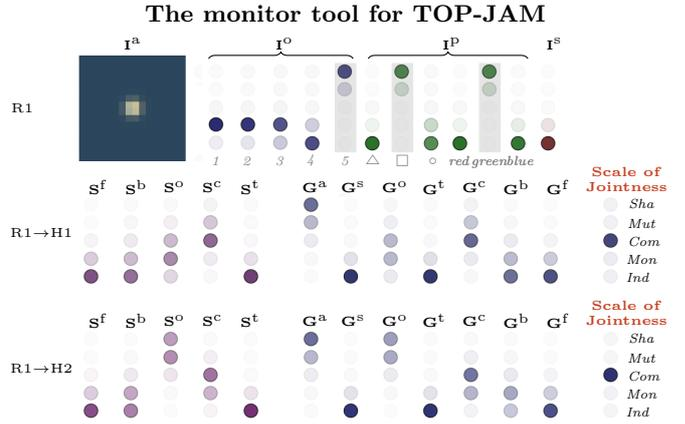 The monitor tool for TOP-JAM
Iᵃ Iᵒ Iᵖ Iˢ
R1
1 2 3 4 5 △ □ ○ red green blue
Scale of
Jointness
Sᶠ Sᵇ Sᵒ Sᶜ Sᵗ Gᵃ Gˢ Gᵒ Gᵗ Gᶜ Gᵇ Gᶠ
Sha
Mut
R1→H1 Com
Mon
Ind
Scale of
Jointness
Sᶠ Sᵇ Sᵒ Sᶜ Sᵗ Gᵃ Gˢ Gᵒ Gᵗ Gᶜ Gᵇ Gᶠ
Sha
Mut
R1→H2 Com
Mon
Ind